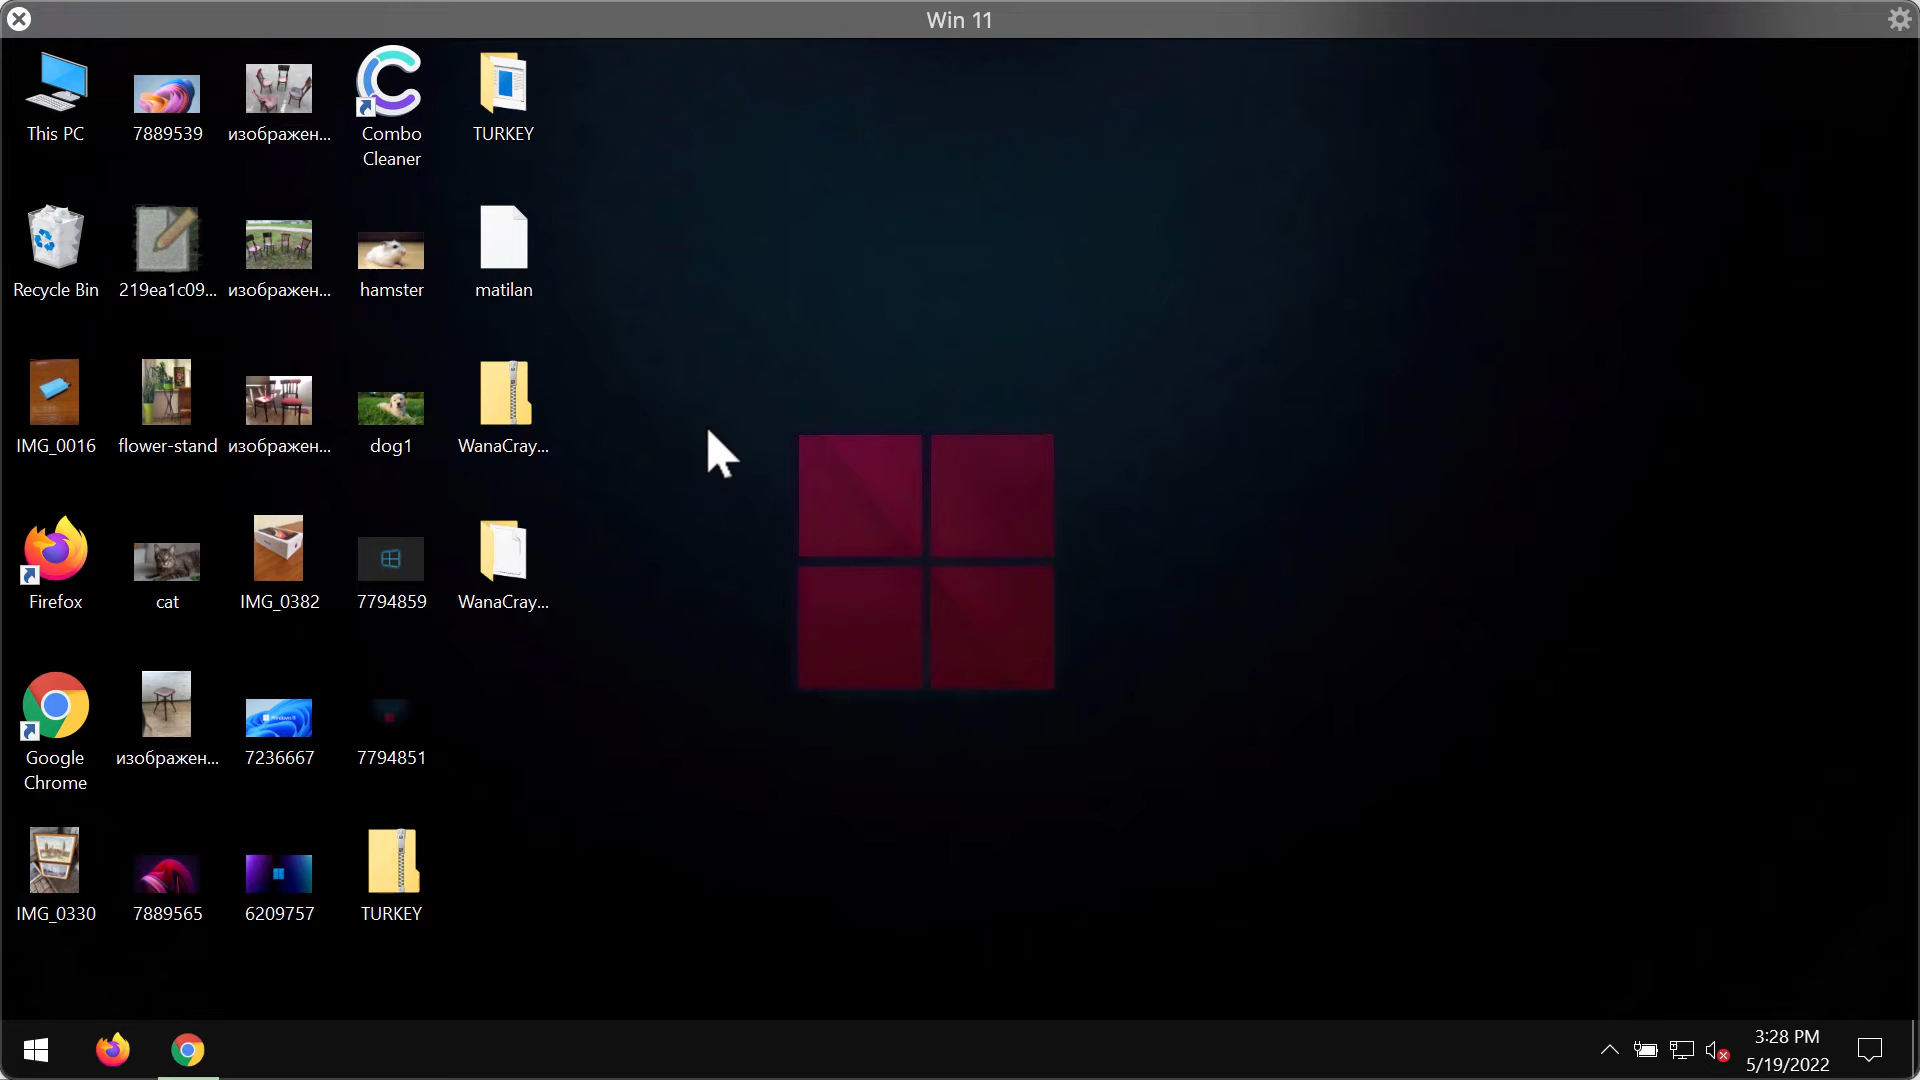 Win 11
This PC
7889539
изображен...
Combo
Cleaner
TURKEY
Recycle Bin
219ea1c09...
изображен...
hamster
matilan
IMG_0016
flower-stand
изображен...
dog1
WanaCray...
Firefox
cat
IMG_0382
7794859
WanaCray...
Google
Chrome
изображен...
7236667
7794851
IMG_0330
7889565
6209757
TURKEY
3:28 PM
5/19/2022